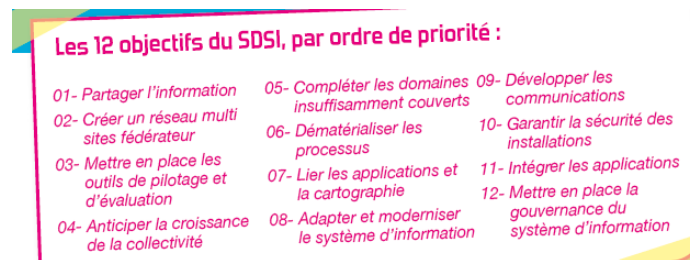 Les 12 objectifs du SDSI, par ordre de priorité :
01- Partager l'information
02- Créer un réseau multi
sites fédérateur
03- Mettre en place les
outils de pilotage et
d'évaluation
04- Anticiper la croissance
de la collectivité
05- Compléter les domaines
insuffisamment couverts
06- Dématérialiser les
processus
07- Lier les applications et
la cartographie
08- Adapter et moderniser
le système d'information
09- Développer les
communications
10- Garantir la sécurité des
installations
11- Intégrer les applications
12- Mettre en place la
gouvernance du
système d'information